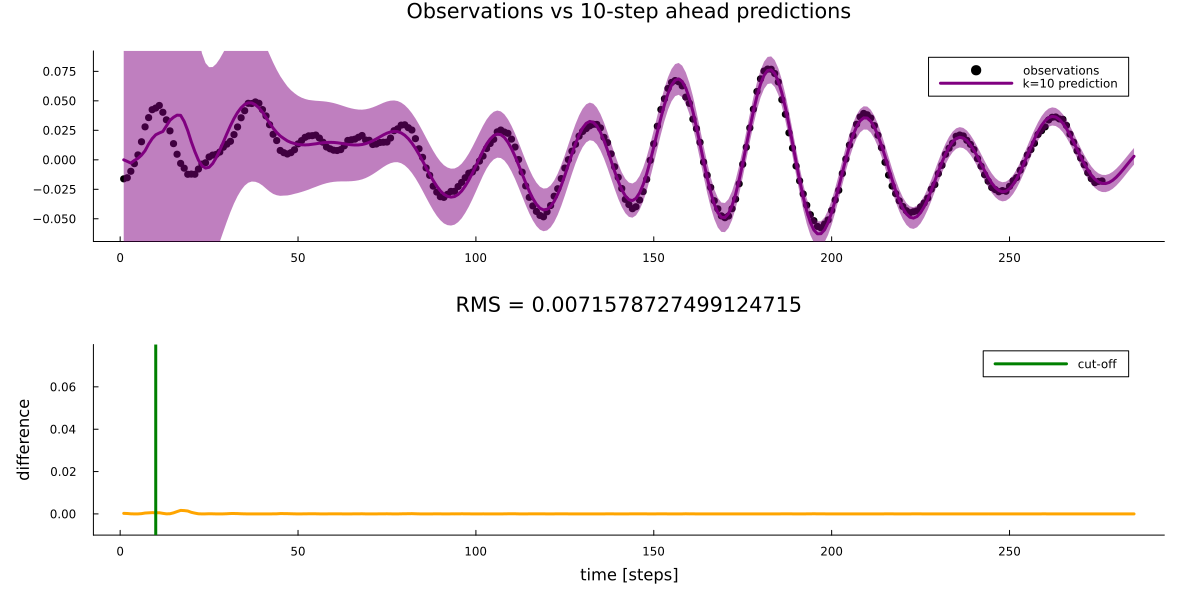 Observations vs 10-step ahead predictions
0.075
0.050
0.025
0.000
−0.025
−0.050
observations
k=10 prediction
0 50 100 150 200 250
RMS = 0.0071578727499124715
difference
0.06
0.04
0.02
0.00
cut-off
0 50 100 150 200 250
time [steps]